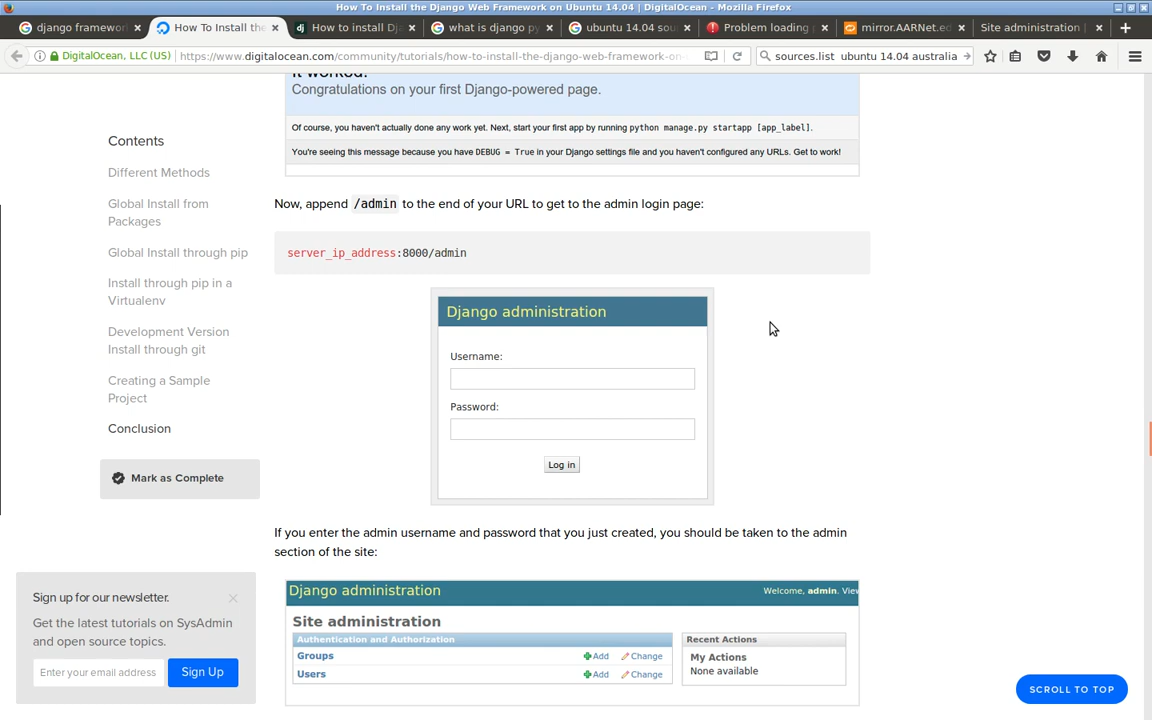 How To Install the Django Web Framework on Ubuntu 14.04 | DigitalOcean - Mozilla Firefox
django framewor
How To Install the
How to install Dja
what is django py
ubuntu 14.04 sou
Problem loading p
mirror.AARNet.ed
Site administration |
DigitalOcean, LLC (US)
https://www.digitalocean.com/community/tutorials/how-to-install-the-django-web-framework-on-
sources.list ubuntu 14.04 australia
It worked!
Congratulations on your first Django-powered page.
Of course, you haven't actually done any work yet. Next, start your first app by running python manage.py startapp [app_label].
You're seeing this message because you have DEBUG = True in your Django settings file and you haven't configured any URLs. Get to work!
Contents
Different Methods
Global Install from
Packages
Global Install through pip
Install through pip in a
Virtualenv
Development Version
Install through git
Creating a Sample
Project
Conclusion
Mark as Complete
Now, append /admin to the end of your URL to get to the admin login page:
server_ip_address:8000/admin
Django administration
Username:
Password:
Log in
If you enter the admin username and password that you just created, you should be taken to the admin
section of the site:
Django administration
Welcome, admin. View
Site administration
Authentication and Authorization
Groups
Add
Change
Users
Add
Change
Recent Actions
My Actions
None available
Sign up for our newsletter.
Get the latest tutorials on SysAdmin
and open source topics.
Enter your email address
Sign Up
SCROLL TO TOP